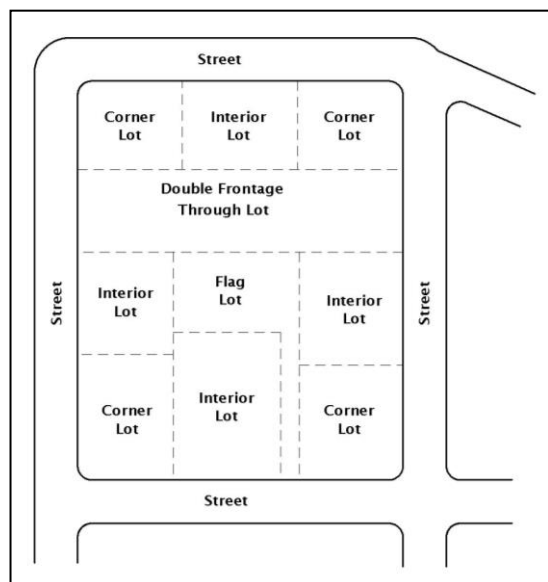 Street
Corner
Lot
Interior
Lot
Corner
Lot
Double Frontage
Through Lot
Interior
Lot
Flag
Lot
Interior
Lot
Street
Street
Corner
Lot
Interior
Lot
Corner
Lot
Street